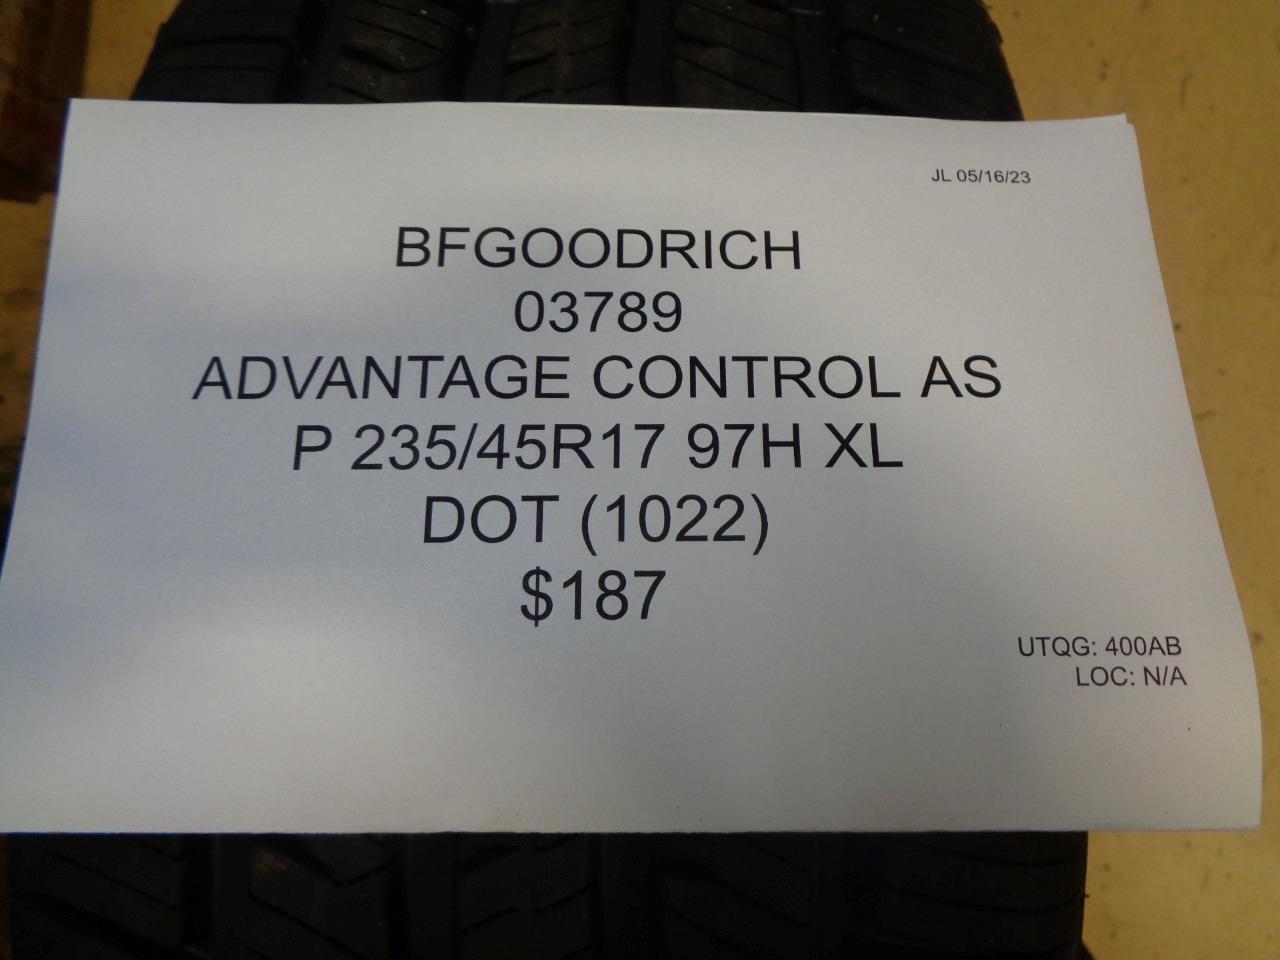 JL 05/16/23
BFGOODRICH
03789
ADVANTAGE CONTROL AS
P 235/45R17 97H XL
DOT (1022)
$187
UTQG: 400AB
LOC: N/A